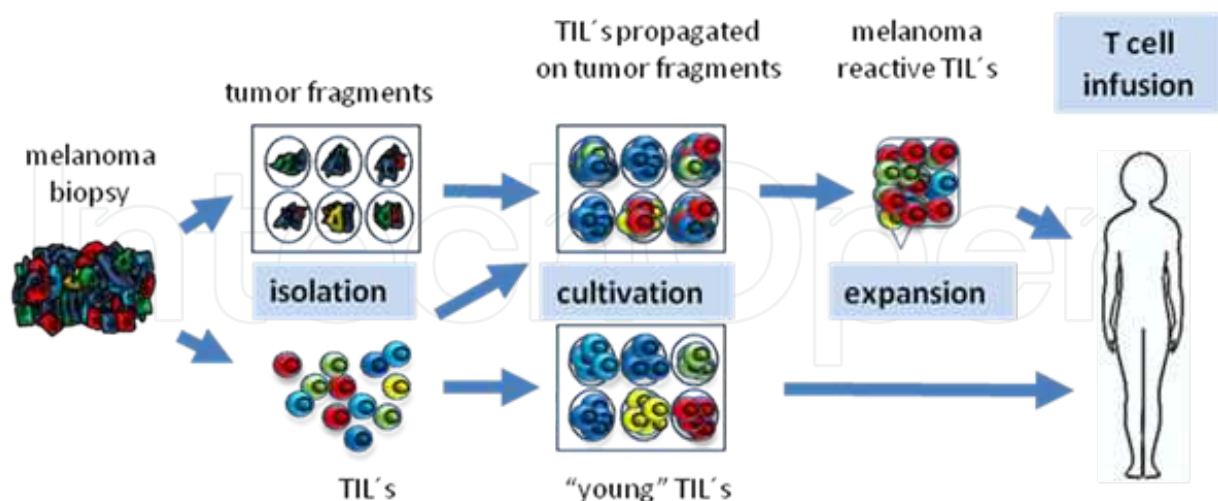 TIL´s propagated
on tumor fragments
melanoma
reactive TIL´s
T cell
infusion
tumor fragments
melanoma
biopsy
isolation
cultivation
expansion
TIL´s
“young” TIL´s
IntechOpen